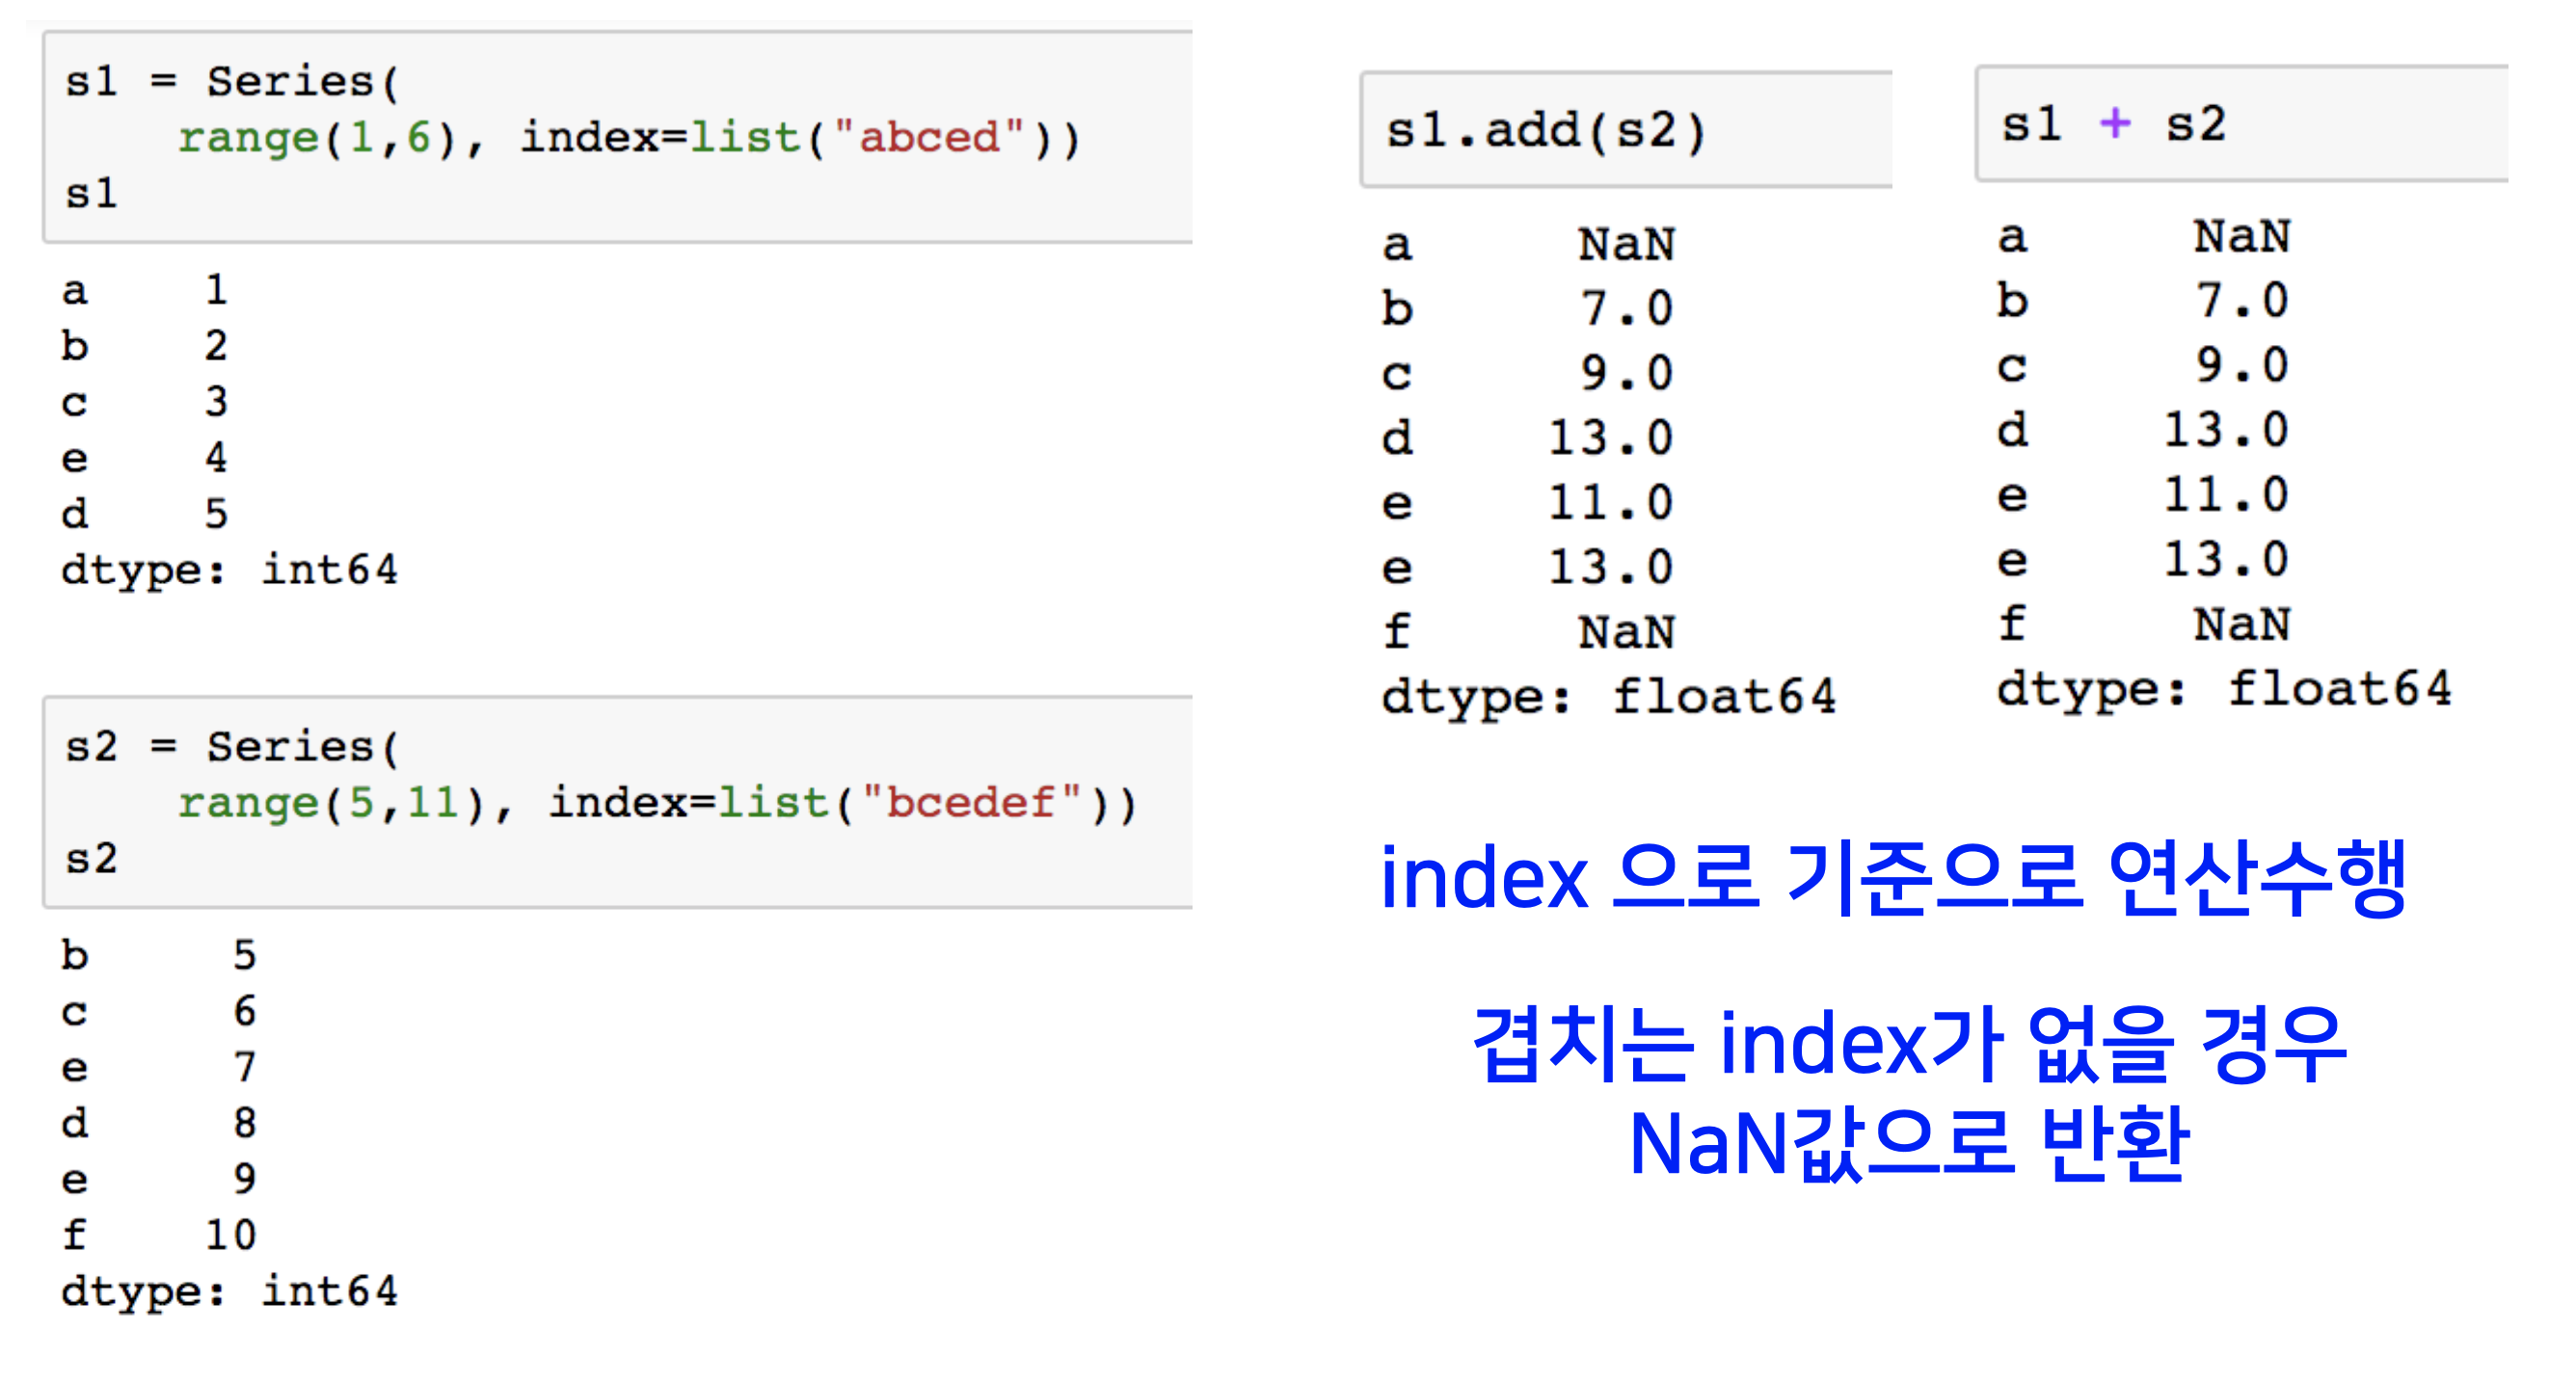 s1 = Series(
range(1,6), index=list("abced"))
s1
a 1
b 2
c 3
e 4
d 5
dtype: int64
s2 = Series(
range(5,11), index=list("bcedef"))
s2
b 5
c 6
e 7
d 8
e 9
f 10
dtype: int64
s1.add(s2)
a NaN
b 7.0
c 9.0
d 13.0
e 11.0
e 13.0
f NaN
dtype: float64
s1 + s2
a NaN
b 7.0
c 9.0
d 13.0
e 11.0
e 13.0
f NaN
dtype: float64
index 으로 기준으로 연산수행
겹치는 index가 없을 경우
NaN값으로 반환